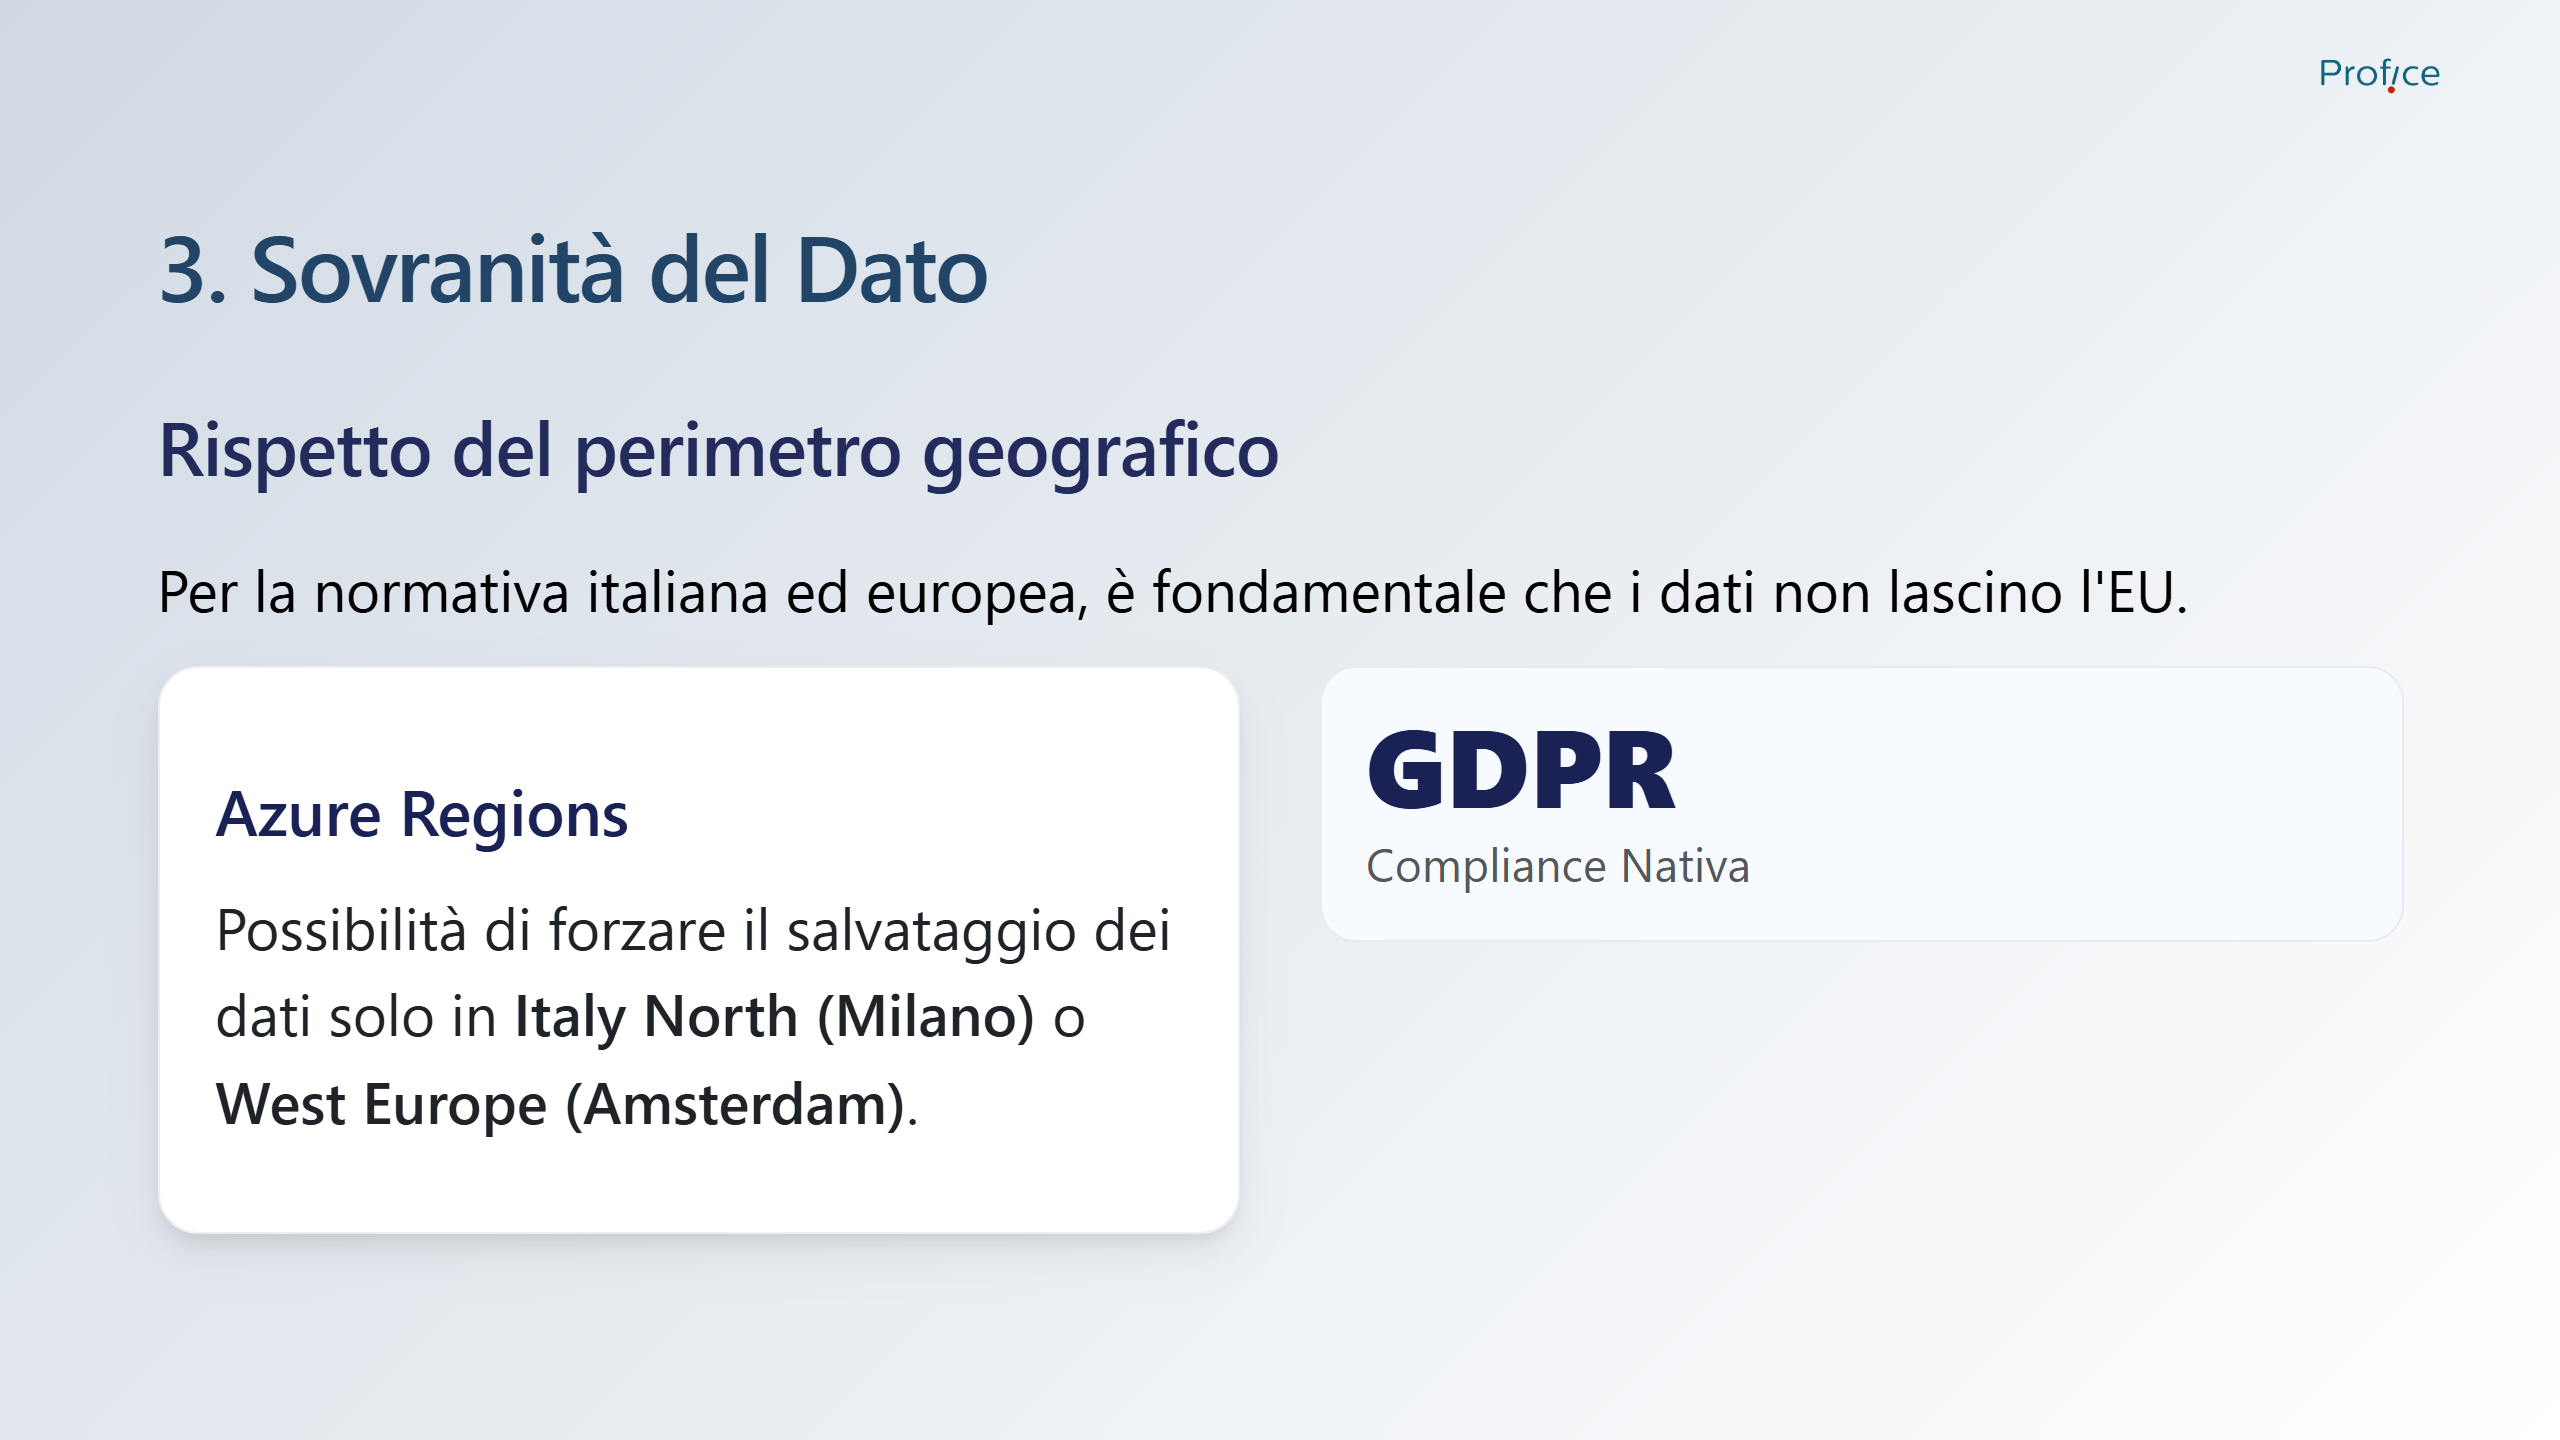 Profice
3. Sovranità del Dato
Rispetto del perimetro geografico
Per la normativa italiana ed europea, è fondamentale che i dati non lascino l'EU.
Azure Regions
Possibilità di forzare il salvataggio dei
dati solo in Italy North (Milano) o
West Europe (Amsterdam).
GDPR
Compliance Nativa